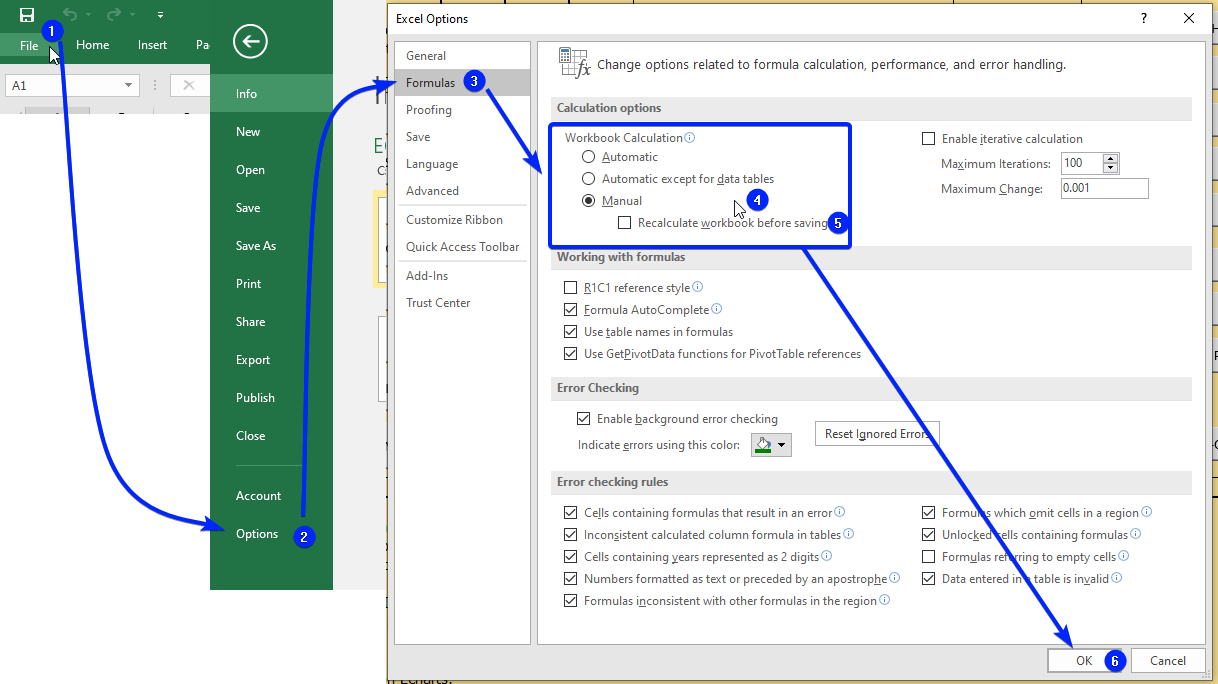 1
File
Home
Insert
Pa
A1
Info
New
Open
Save
Save As
Print
Share
Export
Publish
Close
Account
Options
2
Excel Options
?
General
Formulas
3
Proofing
Save
Language
Advanced
Customize Ribbon
Quick Access Toolbar
Add-Ins
Trust Center
fx
Change options related to formula calculation, performance, and error handling.
Calculation options
Workbook Calculation
Automatic
Automatic except for data tables
Manual
4
Recalculate workbook before saving
5
Enable iterative calculation
Maximum Iterations:
100
Maximum Change:
0.001
Working with formulas
R1C1 reference style
Formula AutoComplete
Use table names in formulas
Use GetPivotData functions for PivotTable references
Error Checking
Enable background error checking
Indicate errors using this color:
Reset Ignored Errors
Error checking rules
Cells containing formulas that result in an error
Inconsistent calculated column formula in tables
Cells containing years represented as 2 digits
Numbers formatted as text or preceded by an apostrophe
Formulas inconsistent with other formulas in the region
Formulas which omit cells in a region
Unlocked cells containing formulas
Formulas referring to empty cells
Data entered in a table is invalid
OK
6
Cancel